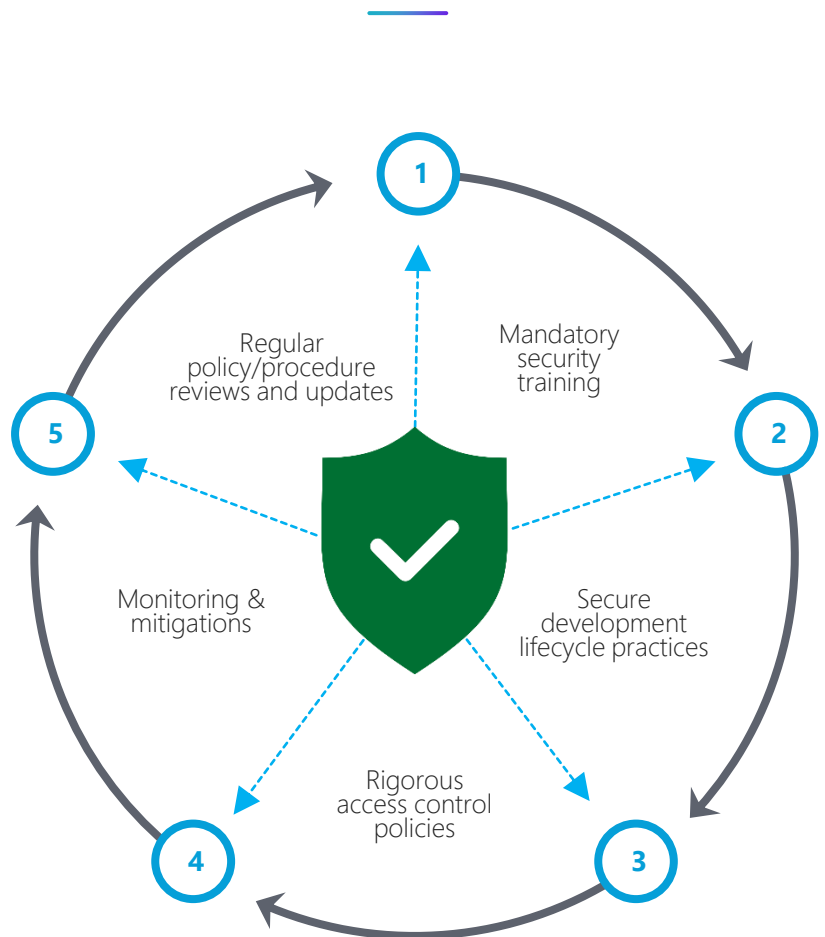 1
Mandatory
security
training
2
Secure
development
lifecycle practices
3
Rigorous
access control
policies
4
Monitoring &
mitigations
5
Regular
policy/procedure
reviews and updates